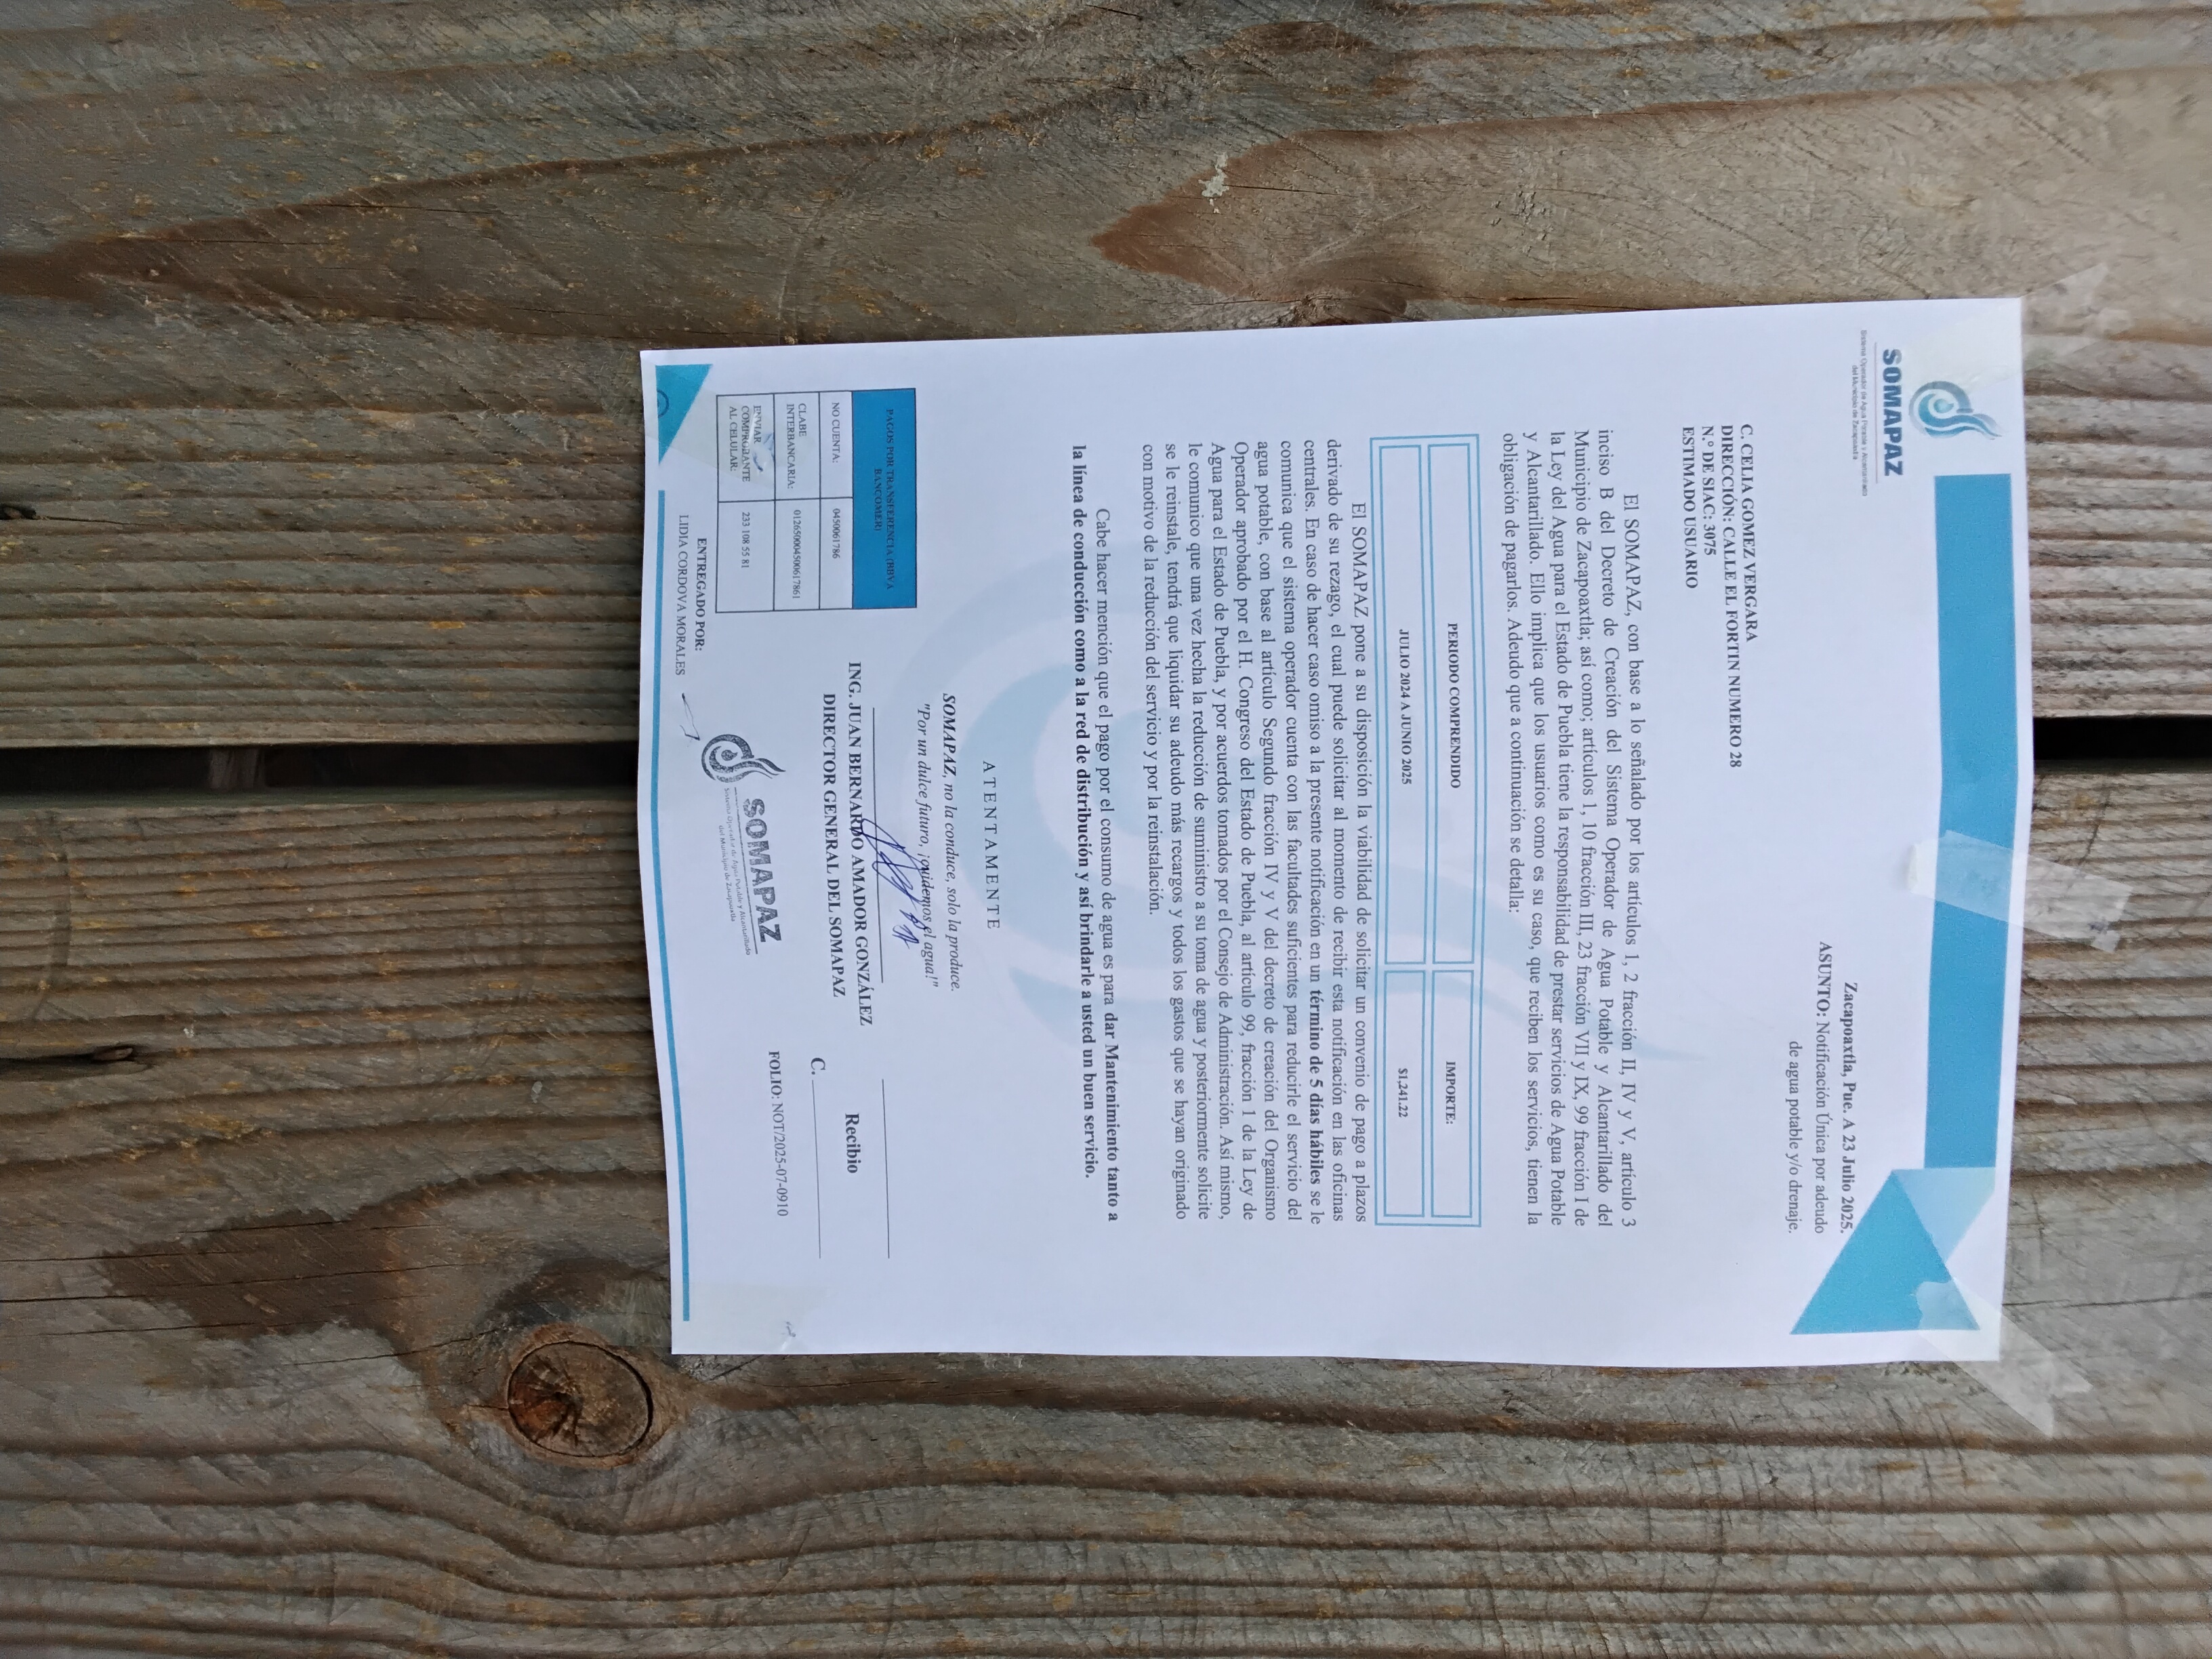 SOMAPAZ
Sistema Operador de Agua Potable y Alcantarillado
del Municipio de Zacapoaxtla
Zacapoaxtla, Pue. A 23 Julio 2025.
ASUNTO: Notificación Única por adeudo
de agua potable y/o drenaje.
C. CELIA GOMEZ VERGARA
DIRECCIÓN: CALLE EL FORTIN NUMERO 28
N.º DE SIAC: 3075
ESTIMADO USUARIO
El SOMAPAZ, con base a lo señalado por los artículos 1, 2 fracción II, IV y V, artículo 3
inciso B del Decreto de Creación del Sistema Operador de Agua Potable y Alcantarillado del
Municipio de Zacapoaxtla; así como; artículos 1, 10 fracción III, 23 fracción VII y IX, 99 fracción I de
la Ley del Agua para el Estado de Puebla tiene la responsabilidad de prestar servicios de Agua Potable
y Alcantarillado. Ello implica que los usuarios como es su caso, que reciben los servicios, tienen la
obligación de pagarlos. Adeudo que a continuación se detalla:
PERIODO COMPRENDIDO IMPORTE:
JULIO 2024 A JUNIO 2025 $1,241.22
El SOMAPAZ pone a su disposición la viabilidad de solicitar un convenio de pago a plazos
derivado de su rezago, el cual puede solicitar al momento de recibir esta notificación en las oficinas
centrales. En caso de hacer caso omiso a la presente notificación en un término de 5 días hábiles se le
comunica que el sistema operador cuenta con las facultades suficientes para reducirle el servicio del
agua potable, con base al artículo Segundo fracción IV y V del decreto de creación del Organismo
Operador aprobado por el H. Congreso del Estado de Puebla, al artículo 99, fracción 1 de la Ley de
Agua para el Estado de Puebla, y por acuerdos tomados por el Consejo de Administración. Así mismo,
le comunico que una vez hecha la reducción de suministro a su toma de agua y posteriormente solicite
se le reinstale, tendrá que liquidar su adeudo más recargos y todos los gastos que se hayan originado
con motivo de la reducción del servicio y por la reinstalación.
Cabe hacer mención que el pago por el consumo de agua es para dar Mantenimiento tanto a
la línea de conducción como a la red de distribución y así brindarle a usted un buen servicio.
ATENTAMENTE
SOMAPAZ, no la conduce, solo la produce.
"Por un dulce futuro, ¡cuidemos el agua!"
ING. JUAN BERNARDO AMADOR GONZÁLEZ
DIRECTOR GENERAL DEL SOMAPAZ
Recibio
C.
FOLIO: NOT/2025-07-0910
PAGOS POR TRANSFERENCIA (BBVA
BANCOMER)
NO CUENTA: 0450061786
CLABE
INTERBANCARIA: 012650004500617861
ENVIAR
COMPROBANTE
AL CELULAR: 233 108 55 81
SOMAPAZ
Sistema Operador de Agua Potable y Alcantarillado
del Municipio de Zacapoaxtla
ENTREGADO POR:
LIDIA CORDOVA MORALES